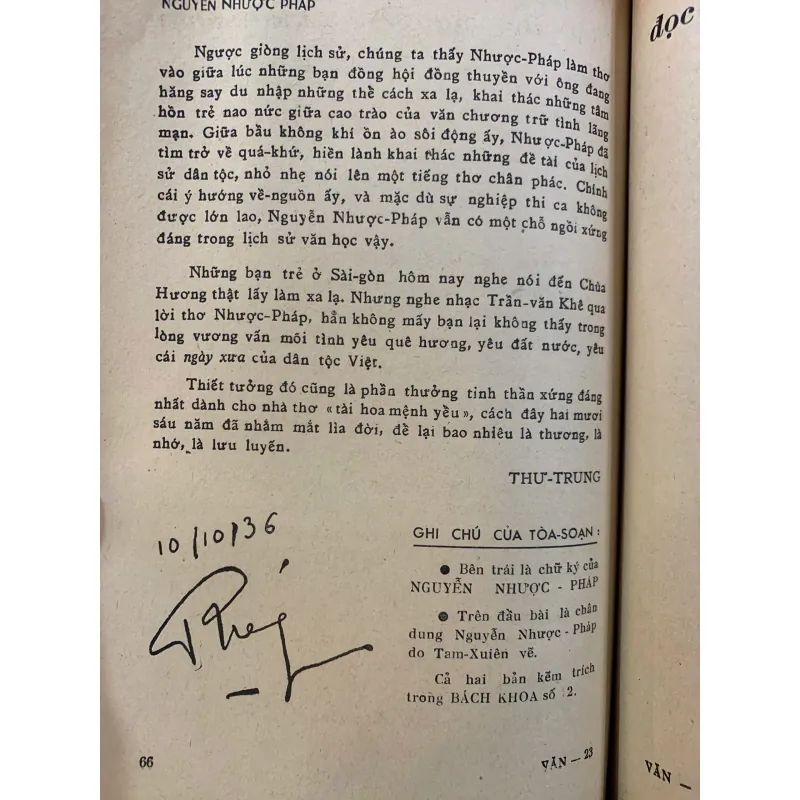 NGUYỄN NHƯỢC PHÁP
Ngược giòng lịch sử, chúng ta thấy Nhược-Pháp làm thơ
vào giữa lúc những bạn đồng hội đồng thuyền với ông đang
hăng say du nhập những thể cách xa lạ, khai thác những tâm
hồn trẻ nao nức giữa cao trào của văn chương trữ tình lãng
mạn. Giữa bầu không khí ồn ào sôi động ấy, Nhược-Pháp đã
tìm trở về quá-khứ, hiền lành khai thác những đề tài của lịch
sử dân tộc, nhỏ nhẹ nói lên một tiếng thơ chân phác. Chính
cái ý hướng về-nguồn ấy, và mặc dù sự nghiệp thi ca không
được lớn lao, Nguyễn Nhược-Pháp vẫn có một chỗ ngồi xứng
đáng trong lịch sử văn học vậy.
Những bạn trẻ ở Sài-gòn hôm nay nghe nói đến Chùa
Hương thật lấy làm xa lạ. Nhưng nghe nhạc Trần-văn Khê qua
lời thơ Nhược-Pháp, hẳn không mấy bạn lại không thấy trong
lòng vương vấn mối tình yêu quê hương, yêu đất nước, yêu
cái ngày xưa của dân tộc Việt.
Thiết tưởng đó cũng là phần thưởng tinh thần xứng đáng
nhất dành cho nhà thơ «tài hoa mệnh yểu», cách đây hai mươi
sáu năm đã nhắm mắt lìa đời, để lại bao nhiêu là thương, là
nhớ, là lưu luyến.
THƯ-TRUNG
10/10/36
Pháp
GHI CHÚ CỦA TÒA-SOẠN:
● Bên trái là chữ ký của
NGUYỄN NHƯỢC - PHÁP
● Trên đầu bài là chân
dung Nguyễn Nhược-Pháp
do Tam-Xuiên vẽ.
Cả hai bản kẽm trích
trong BÁCH KHOA số 2.
66
VĂN — 23
đọc
VĂN —